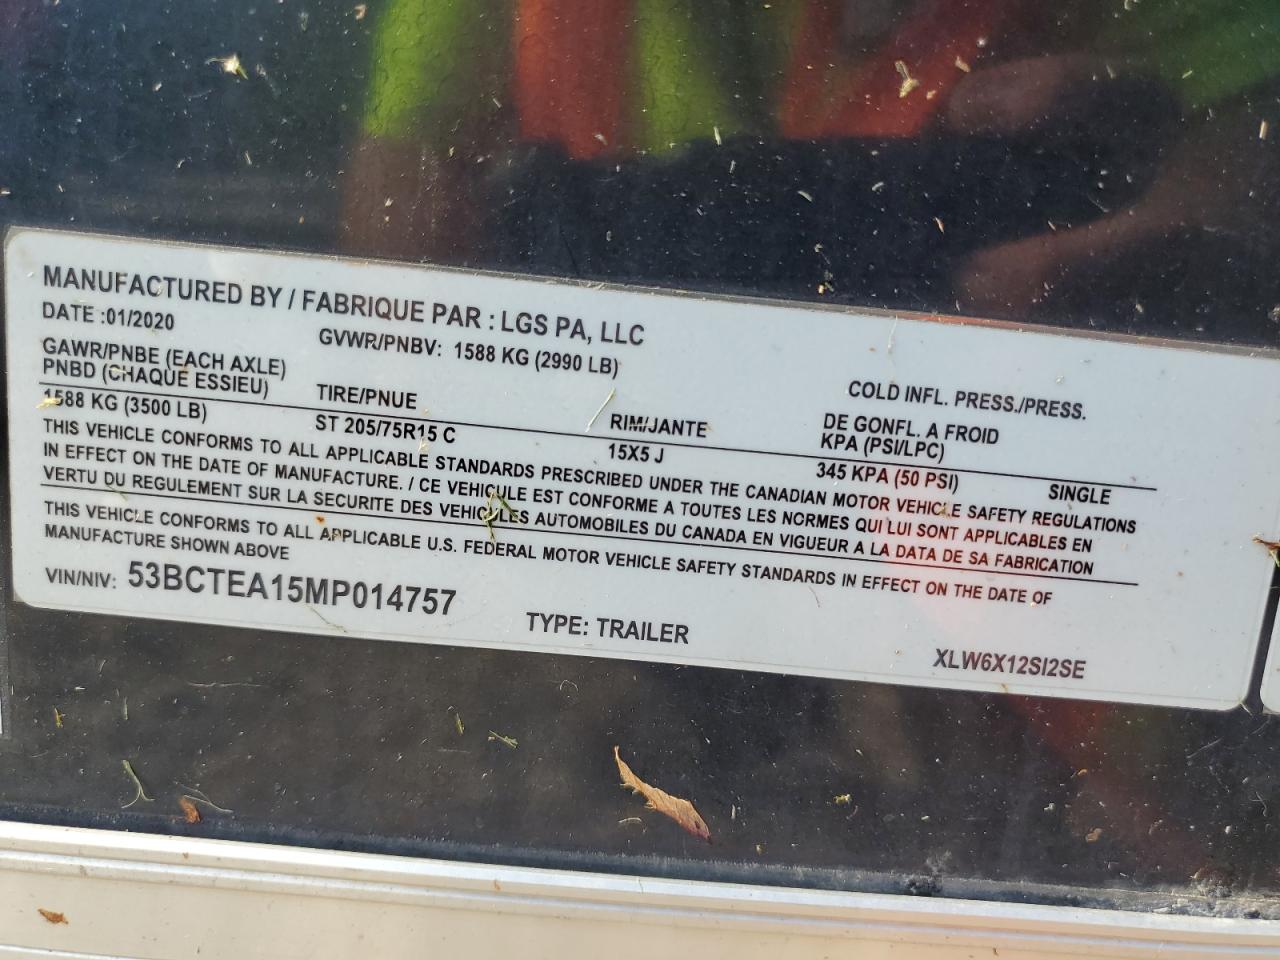 MANUFACTURED BY / FABRIQUE PAR : LGS PA, LLC
DATE :01/2020
GVWR/PNBV: 1588 KG (2990 LB)
GAWR/PNBE (EACH AXLE)
PNBD (CHAQUE ESSIEU)
TIRE/PNUE
RIM/JANTE
COLD INFL. PRESS./PRESS.
DE GONFL. A FROID
KPA (PSI/LPC)
1588 KG (3500 LB)
ST 205/75R15 C
15X5 J
345 KPA (50 PSI)
SINGLE
THIS VEHICLE CONFORMS TO ALL APPLICABLE STANDARDS PRESCRIBED UNDER THE CANADIAN MOTOR VEHICLE SAFETY REGULATIONS
IN EFFECT ON THE DATE OF MANUFACTURE. / CE VEHICULE EST CONFORME A TOUTES LES NORMES QUI LUI SONT APPLICABLES EN
VERTU DU REGULEMENT SUR LA SECURITE DES VEHICLES AUTOMOBILES DU CANADA EN VIGUEUR A LA DATA DE SA FABRICATION
THIS VEHICLE CONFORMS TO ALL APPLICABLE U.S. FEDERAL MOTOR VEHICLE SAFETY STANDARDS IN EFFECT ON THE DATE OF
MANUFACTURE SHOWN ABOVE
VIN/NIV: 53BCTEA15MP014757
TYPE: TRAILER
XLW6X12SI2SE